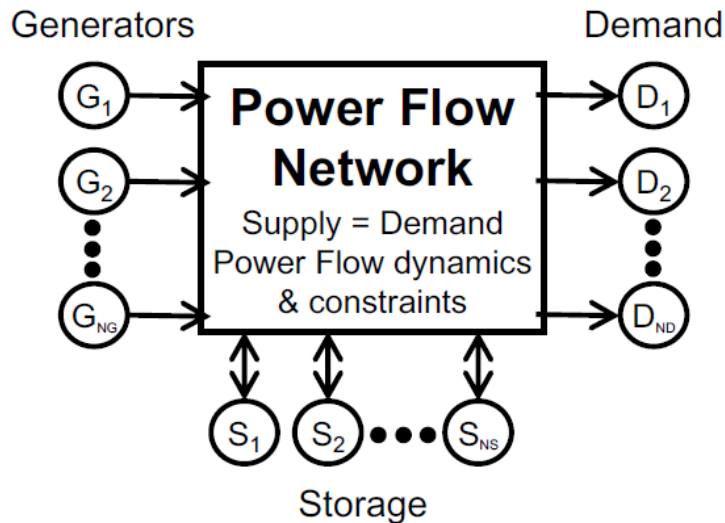 Generators
Demand
G1
Power Flow
Network
D1
G2
Supply = Demand
D2
Power Flow dynamics
& constraints
GNG
DND
S1
S2
SNS
Storage